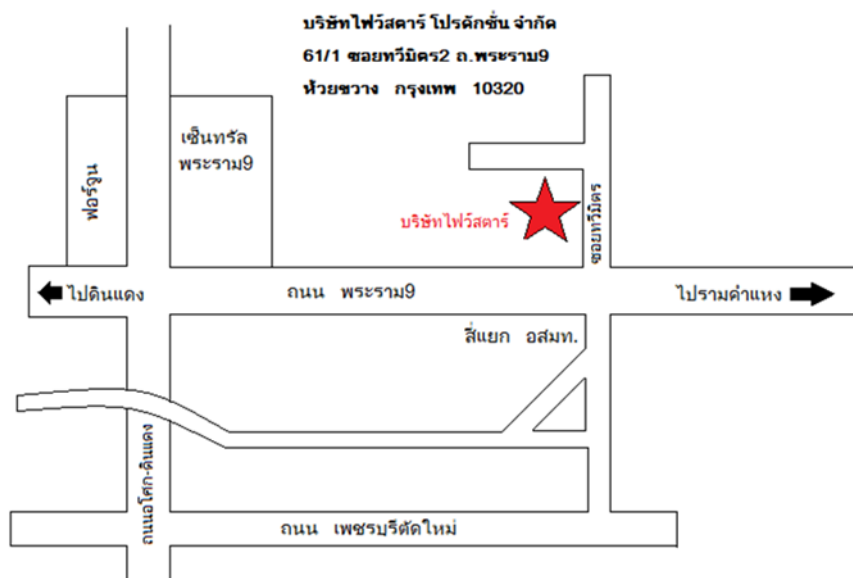 บริษัทไฟว์สตาร์ โปรดักชั่น จำกัด
61/1 ซอยทวีมิตร2 ถ.พระราม9
ห้วยขวาง กรุงเทพ 10320
เซ็นทรัล
พระราม9
ฟอร์จูน
บริษัทไฟว์สตาร์
ซอยทวีมิตร
ไปดินแดง
ถนน พระราม9
ไปรามคำแหง
สี่แยก อสมท.
ถนนอโศก-ดินแดง
ถนน เพชรบุรีตัดใหม่